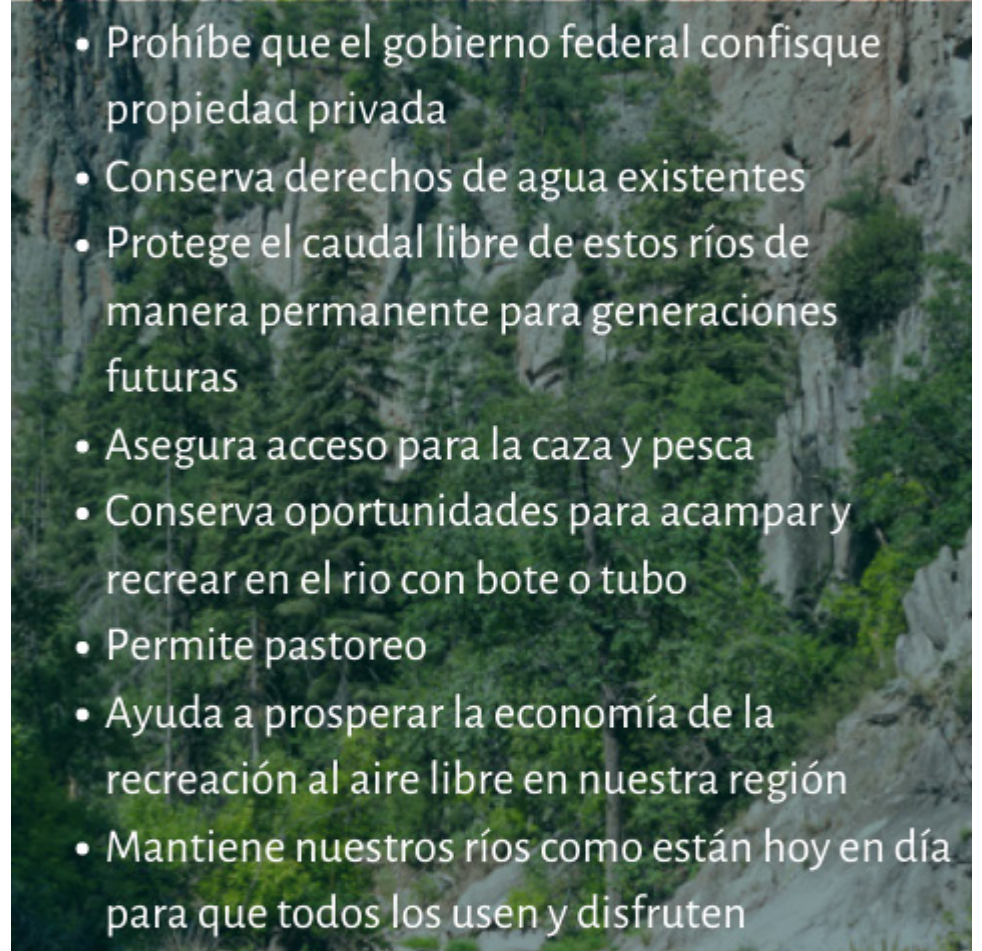 • Prohíbe que el gobierno federal confisque
propiedad privada
• Conserva derechos de agua existentes
• Protege el caudal libre de estos ríos de
manera permanente para generaciones
futuras
• Asegura acceso para la caza y pesca
• Conserva oportunidades para acampar y
recrear en el rio con bote o tubo
• Permite pastoreo
• Ayuda a prosperar la economía de la
recreación al aire libre en nuestra región
• Mantiene nuestros ríos como están hoy en día
para que todos los usen y disfruten